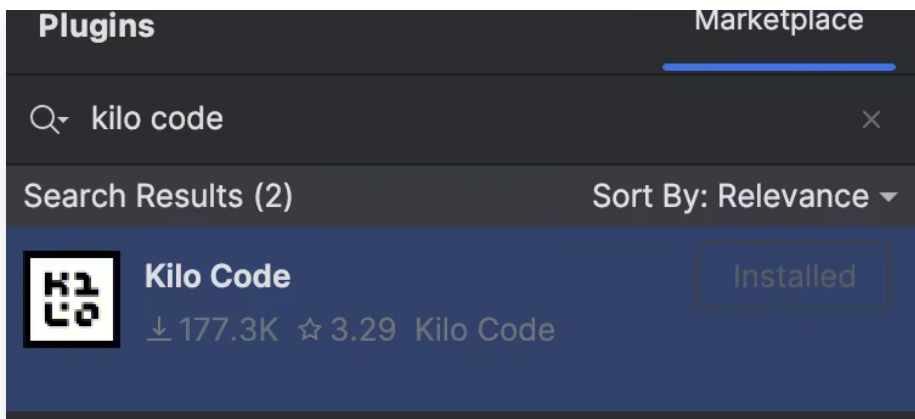 Plugins
Marketplace
kilo code
Search Results (2)
Sort By: Relevance
KILO
Kilo Code
Installed
177.3K 3.29 Kilo Code